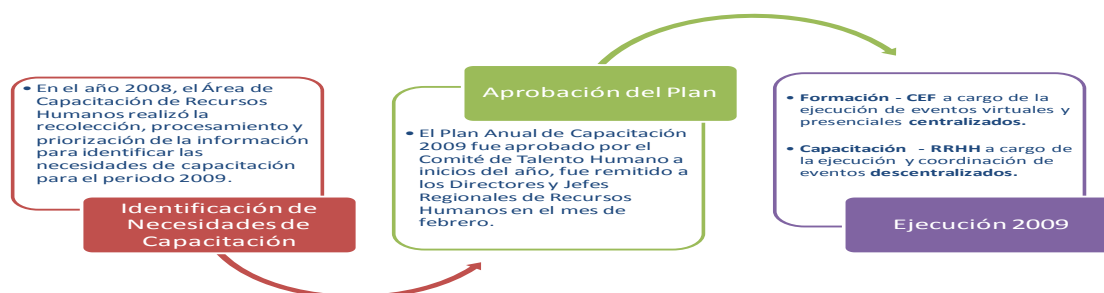 • En el año 2008, el Área de
Capacitación de Recursos
Humanos realizó la
recolección, procesamiento y
priorización de la información
para identificar las
necesidades de capacitación
para el periodo 2009.
Identificación de
Necesidades de
Capacitación
Aprobación del Plan
• El Plan Anual de Capacitación
2009 fue aprobado por el
Comité de Talento Humano a
inicios del año, fue remitido a
los Directores y Jefes
Regionales de Recursos
Humanos en el mes de
febrero.
• Formación - CEF a cargo de la
ejecución de eventos virtuales y
presenciales centralizados.
• Capacitación - RRHH a cargo de
la ejecución y coordinación de
eventos descentralizados.
Ejecución 2009